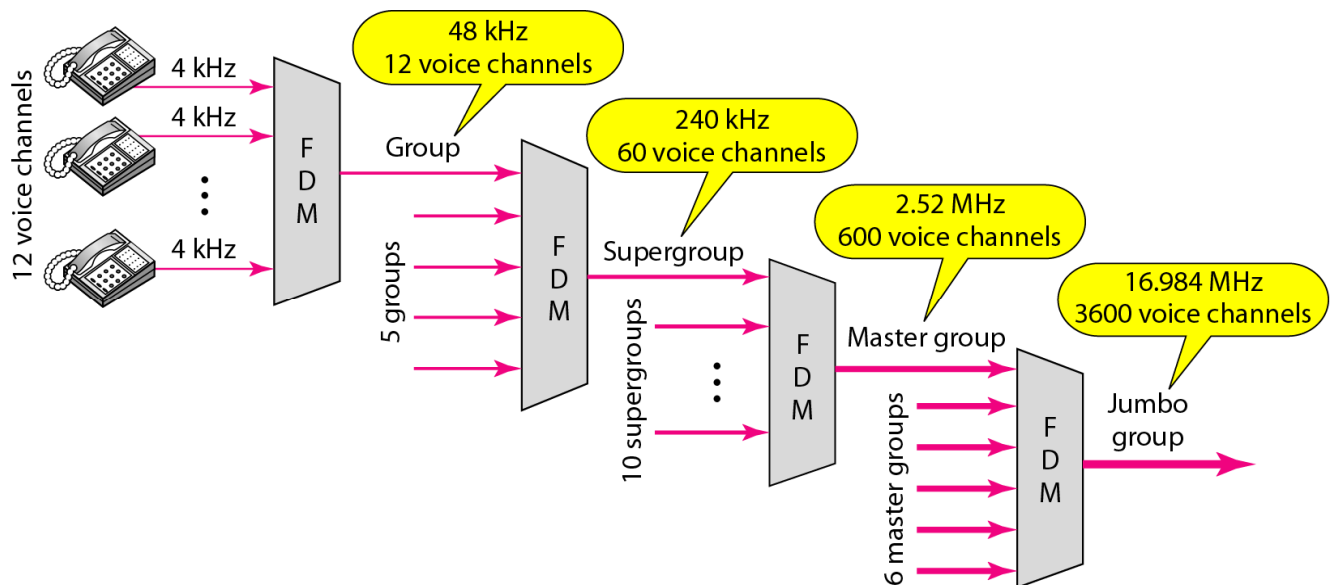 12 voice channels
4 kHz
4 kHz
4 kHz
F
D
M
48 kHz
12 voice channels
Group
5 groups
F
D
M
240 kHz
60 voice channels
Supergroup
10 supergroups
F
D
M
2.52 MHz
600 voice channels
Master group
6 master groups
F
D
M
16.984 MHz
3600 voice channels
Jumbo
group